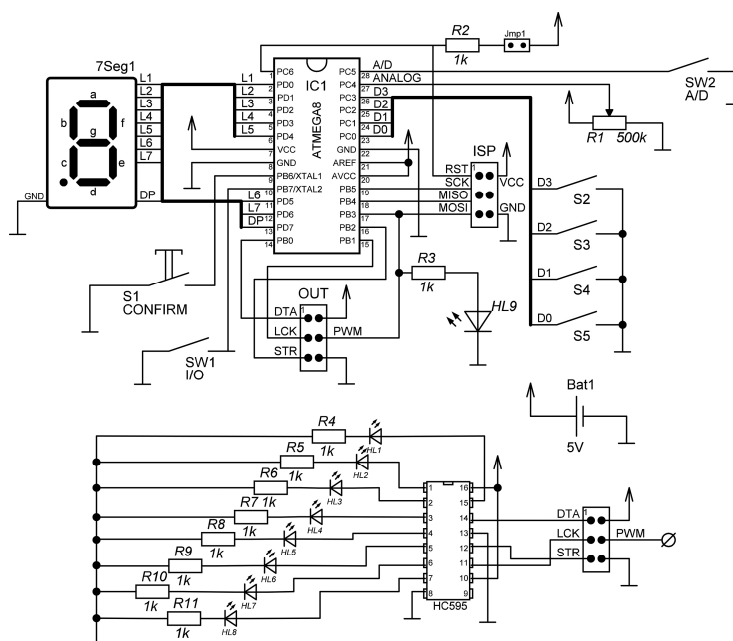 R2
1k
Jmp1
7Seg1
L1
L2
L3
L4
L5
L6
L7
DP
GND
a
b
f
g
c
e
d
L1
L2
L3
L4
L5
L6
L7
DP
IC1
ATMEGA8
1 PC6 PC5 28 A/D
2 PD0 PC4 27 ANALOG
3 PD1 PC3 26 D3
4 PD2 PC2 25 D2
5 PD3 PC1 24 D1
6 PD4 PC0 23 D0
7 VCC GND 22
8 GND AREF 21
9 PB6/XTAL1 AVCC 20
10 PB7/XTAL2 PB5 19
11 PD5 PB4 18
12 PD6 PB3 17
13 PD7 PB2 16
14 PB0 PB1 15
SW2
A/D
R1 500k
ISP
1
RST
SCK
MISO
MOSI
VCC
GND
D3
S2
D2
S3
D1
S4
D0
S5
S1
CONFIRM
SW1
I/O
OUT
1
DTA
LCK
STR
PWM
R3
1k
HL9
Bat1
5V
R4
1k
HL1
R5
1k
HL2
R6
1k
HL3
R7
1k
HL4
R8
1k
HL5
R9
1k
HL6
R10
1k
HL7
R11
1k
HL8
1 16
2 15
3 14
4 13
5 12
6 11
7 10
8 9
HC595
DTA
LCK
STR
1
PWM